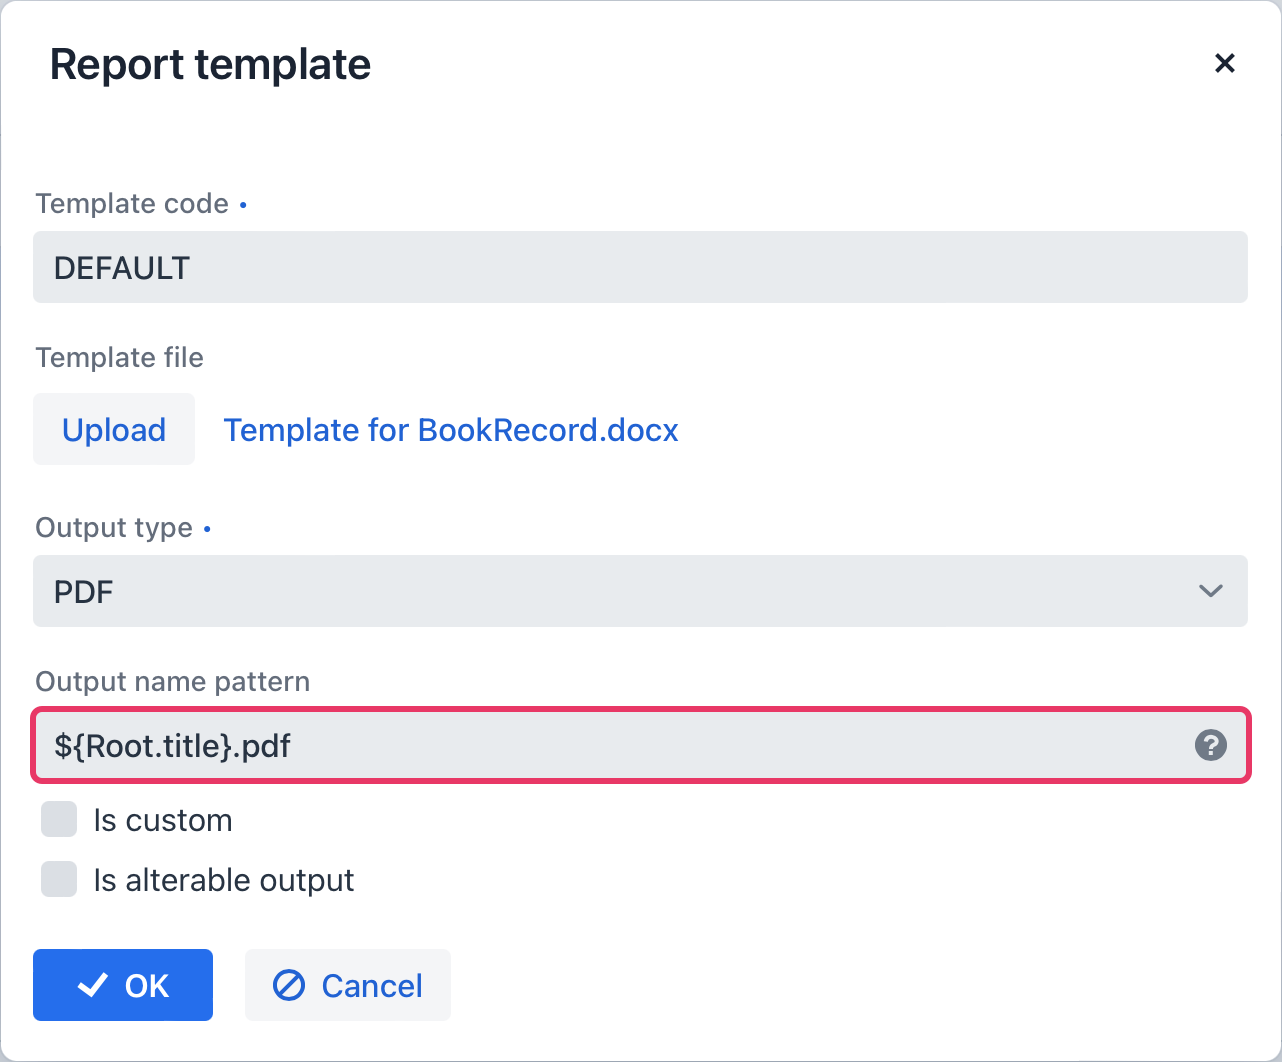 Report template
Template code •
DEFAULT
Template file
Upload Template for BookRecord.docx
Output type •
PDF
Output name pattern
${Root.title}.pdf ?
Is custom
Is alterable output
OK Cancel